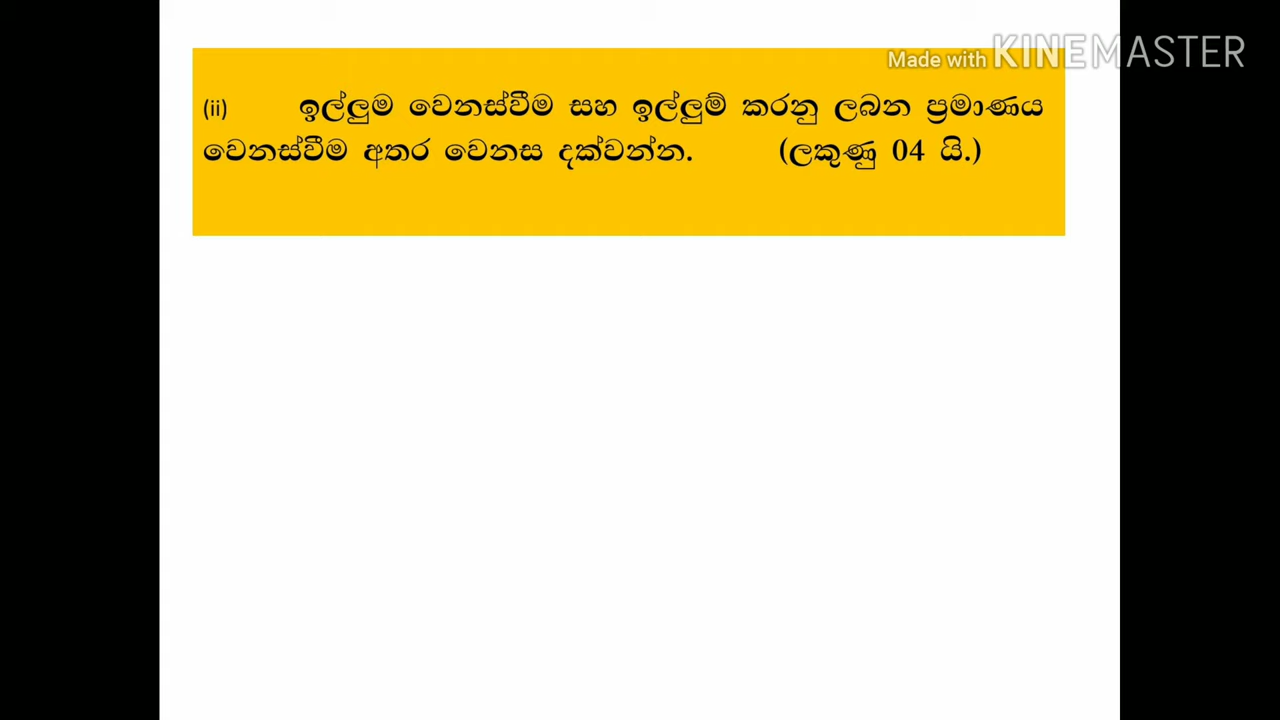 Made with KINEMASTER
(ii) ඉල්ලුම වෙනස්වීම සහ ඉල්ලුම් කරනු ලබන ප්‍රමාණය
වෙනස්වීම අතර වෙනස දක්වන්න. (ලකුණු 04 යි.)